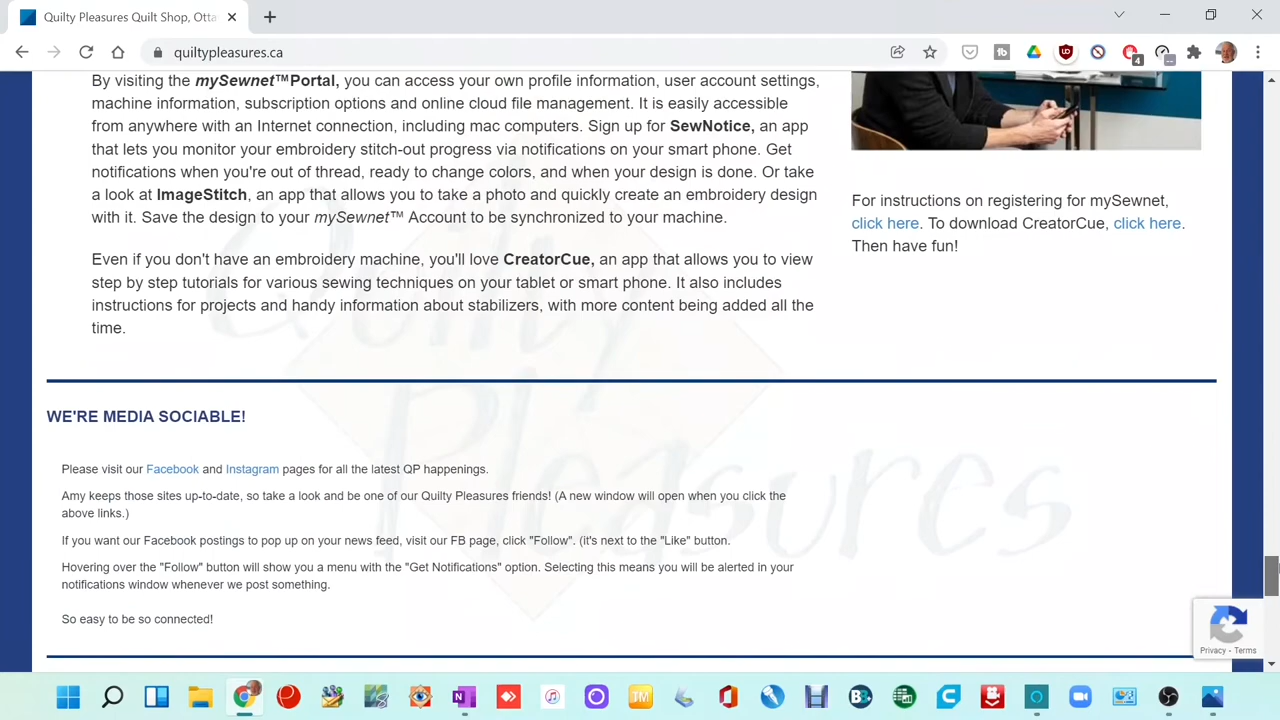 Quilty Pleasures Quilt Shop, Otta
quiltypleasures.ca
4
By visiting the mySewnet™Portal, you can access your own profile information, user account settings,
machine information, subscription options and online cloud file management. It is easily accessible
from anywhere with an Internet connection, including mac computers. Sign up for SewNotice, an app
that lets you monitor your embroidery stitch-out progress via notifications on your smart phone. Get
notifications when you're out of thread, ready to change colors, and when your design is done. Or take
a look at ImageStitch, an app that allows you to take a photo and quickly create an embroidery design
with it. Save the design to your mySewnet™ Account to be synchronized to your machine.
Even if you don't have an embroidery machine, you'll love CreatorCue, an app that allows you to view
step by step tutorials for various sewing techniques on your tablet or smart phone. It also includes
instructions for projects and handy information about stabilizers, with more content being added all the
time.
For instructions on registering for mySewnet,
click here. To download CreatorCue, click here.
Then have fun!
Quilty
Pleasures
WE'RE MEDIA SOCIABLE!
Please visit our Facebook and Instagram pages for all the latest QP happenings.
Amy keeps those sites up-to-date, so take a look and be one of our Quilty Pleasures friends! (A new window will open when you click the
above links.)
If you want our Facebook postings to pop up on your news feed, visit our FB page, click "Follow". (it's next to the "Like" button.
Hovering over the "Follow" button will show you a menu with the "Get Notifications" option. Selecting this means you will be alerted in your
notifications window whenever we post something.
So easy to be so connected!
Privacy - Terms